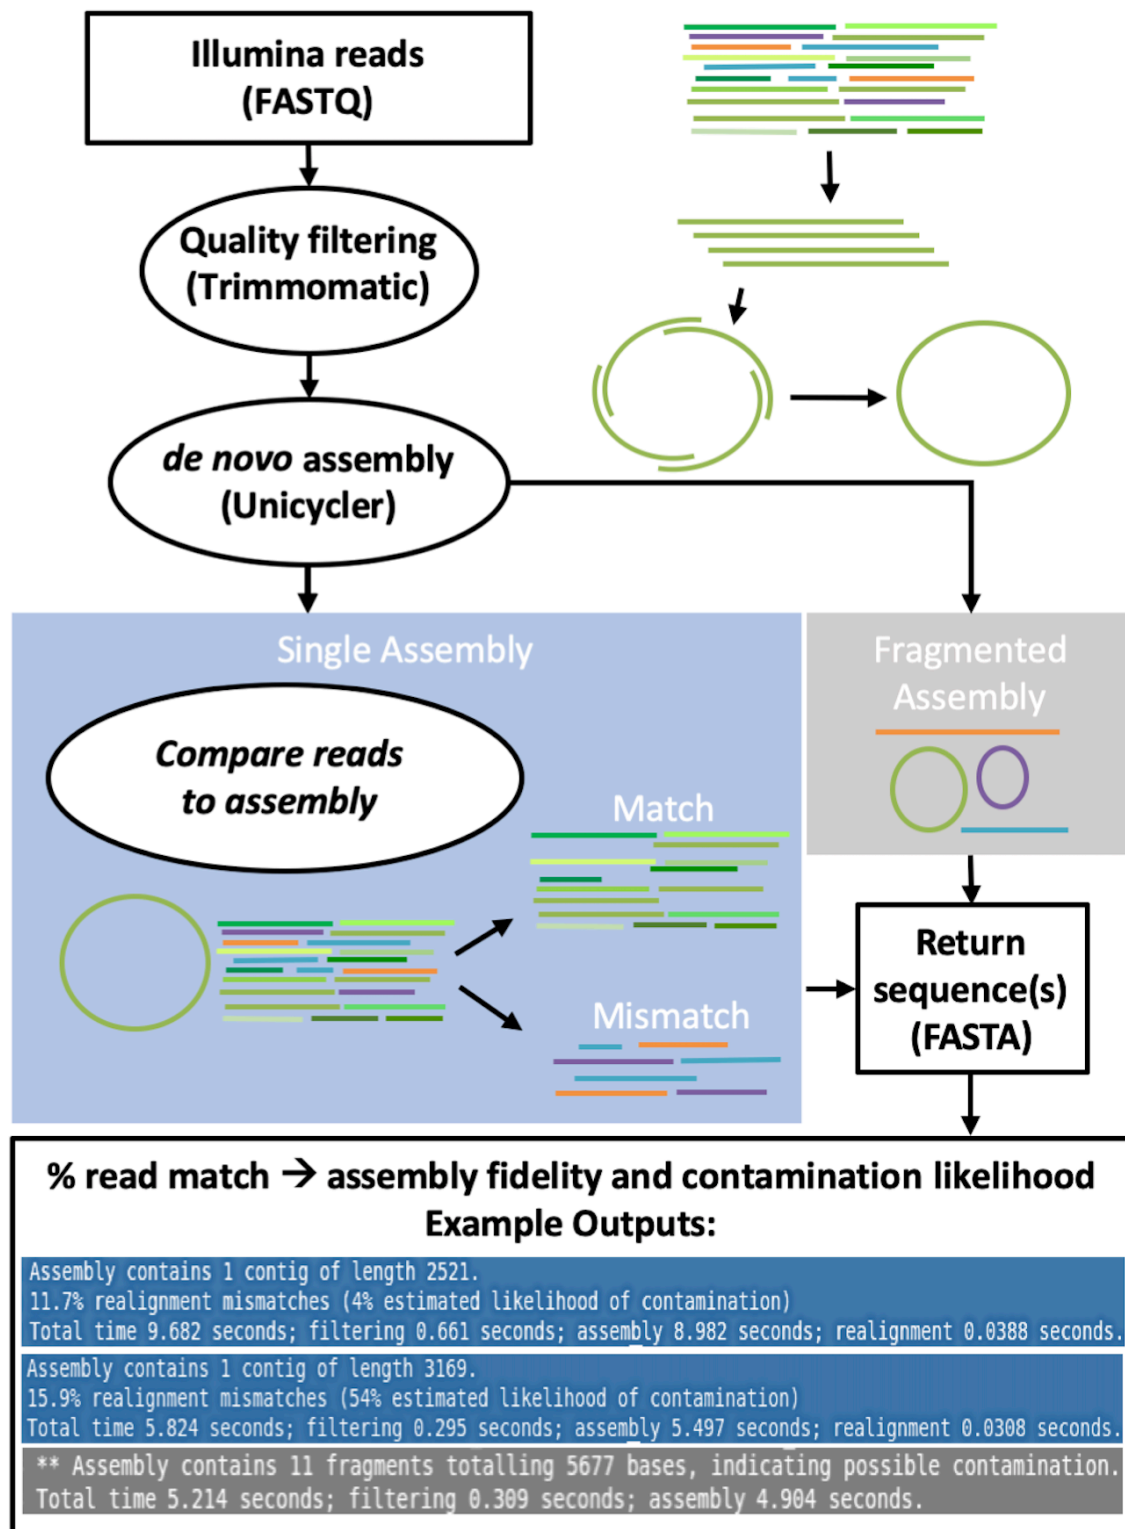 Illumina reads
(FASTQ)
Quality filtering
(Trimmomatic)
de novo assembly
(Unicycler)
Single Assembly
Fragmented
Assembly
Compare reads
to assembly
Match
Mismatch
Return
sequence(s)
(FASTA)
% read match → assembly fidelity and contamination likelihood
Example Outputs:
Assembly contains 1 contig of length 2521.
11.7% realignment mismatches (4% estimated likelihood of contamination)
Total time 9.682 seconds; filtering 0.661 seconds; assembly 8.982 seconds; realignment 0.0388 seconds.
Assembly contains 1 contig of length 3169.
15.9% realignment mismatches (54% estimated likelihood of contamination)
Total time 5.824 seconds; filtering 0.295 seconds; assembly 5.497 seconds; realignment 0.0308 seconds.
** Assembly contains 11 fragments totalling 5677 bases, indicating possible contamination.
Total time 5.214 seconds; filtering 0.309 seconds; assembly 4.904 seconds.